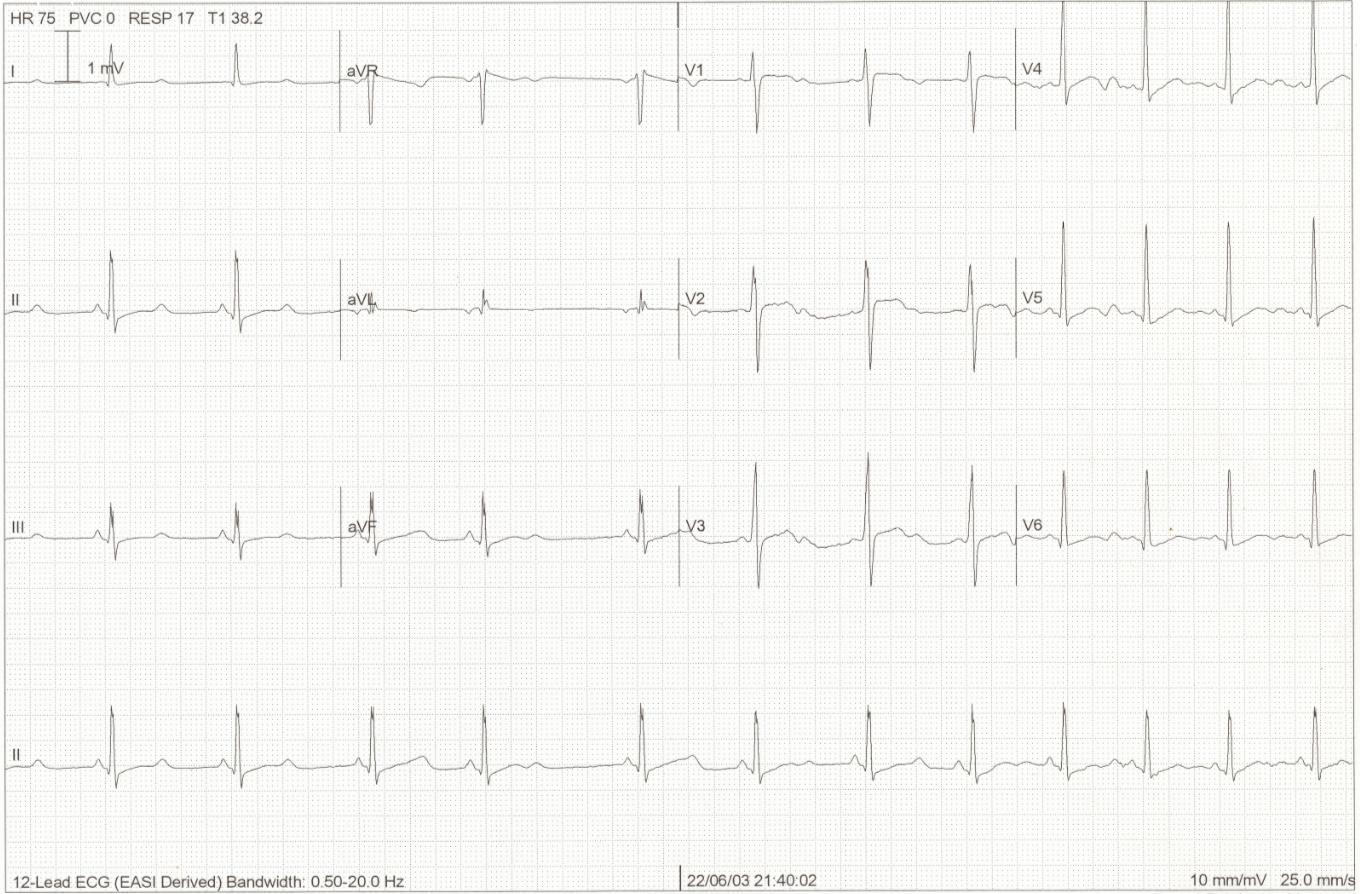 HR 75 PVC 0 RESP 17 T1 38.2
I 1 mV aVR V1 V4
II aVL V2 V5
III aVF V3 V6
II
12-Lead ECG (EASI Derived) Bandwidth: 0.50-20.0 Hz 22/06/03 21:40:02 10 mm/mV 25.0 mm/s